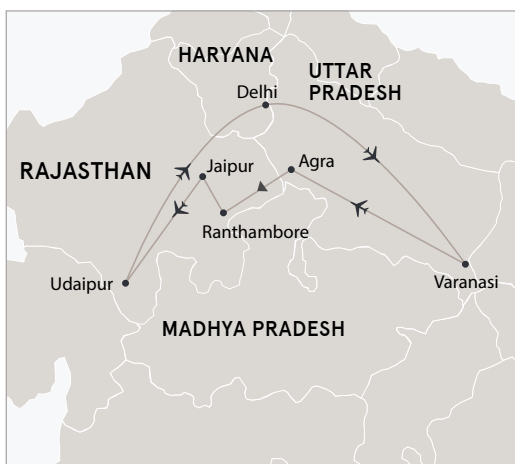 HARYANA
UTTAR
PRADESH
Delhi
RAJASTHAN
Jaipur
Agra
Ranthambore
Udaipur
Varanasi
MADHYA PRADESH